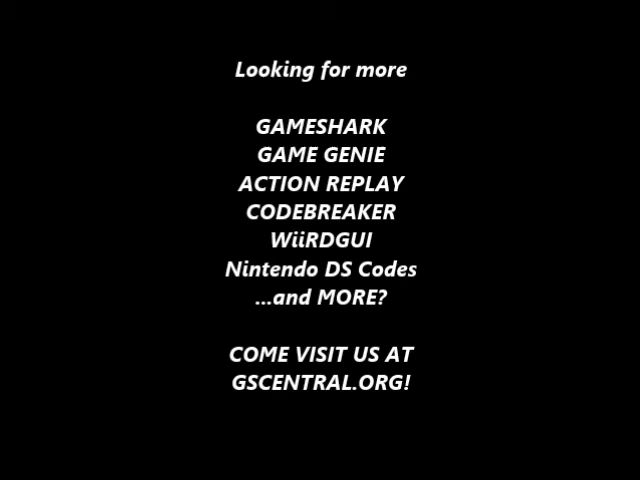 Looking for more
GAMESHARK
GAME GENIE
ACTION REPLAY
CODEBREAKER
WiiRDGUI
Nintendo DS Codes
...and MORE?
COME VISIT US AT
GSCENTRAL.ORG!